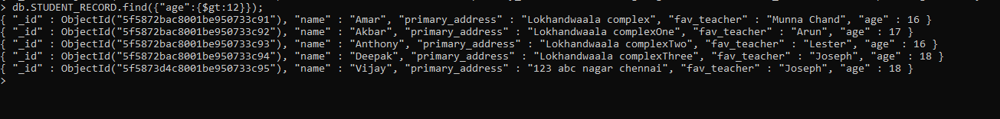 > db.STUDENT_RECORD.find({"age":{$gt:12}});
{ "_id" : ObjectId("5f5872bac8001be950733c91"), "name" : "Amar", "primary_address" : "Lokhandwaala complex", "fav_teacher" : "Munna Chand", "age" : 16 }
{ "_id" : ObjectId("5f5872bac8001be950733c92"), "name" : "Akbar", "primary_address" : "Lokhandwaala complexOne", "fav_teacher" : "Arun", "age" : 17 }
{ "_id" : ObjectId("5f5872bac8001be950733c93"), "name" : "Anthony", "primary_address" : "Lokhandwaala complexTwo", "fav_teacher" : "Lester", "age" : 16 }
{ "_id" : ObjectId("5f5872bac8001be950733c94"), "name" : "Deepak", "primary_address" : "Lokhandwaala complexThree", "fav_teacher" : "Joseph", "age" : 18 }
{ "_id" : ObjectId("5f5873d4c8001be950733c95"), "name" : "Vijay", "primary_address" : "123 abc nagar chennai", "fav_teacher" : "Joseph", "age" : 18 }
>